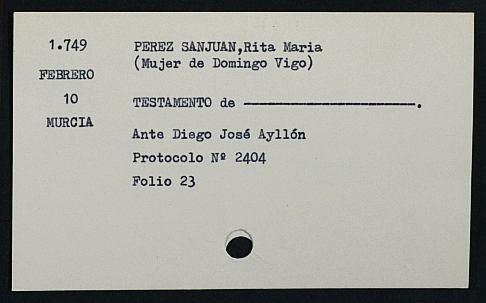 1.749
FEBRERO
10
MURCIA
PEREZ SANJUAN,Rita Maria
(Mujer de Domingo Vigo)
TESTAMENTO de ——————————.
Ante Diego José Ayllón
Protocolo Nº 2404
Folio 23